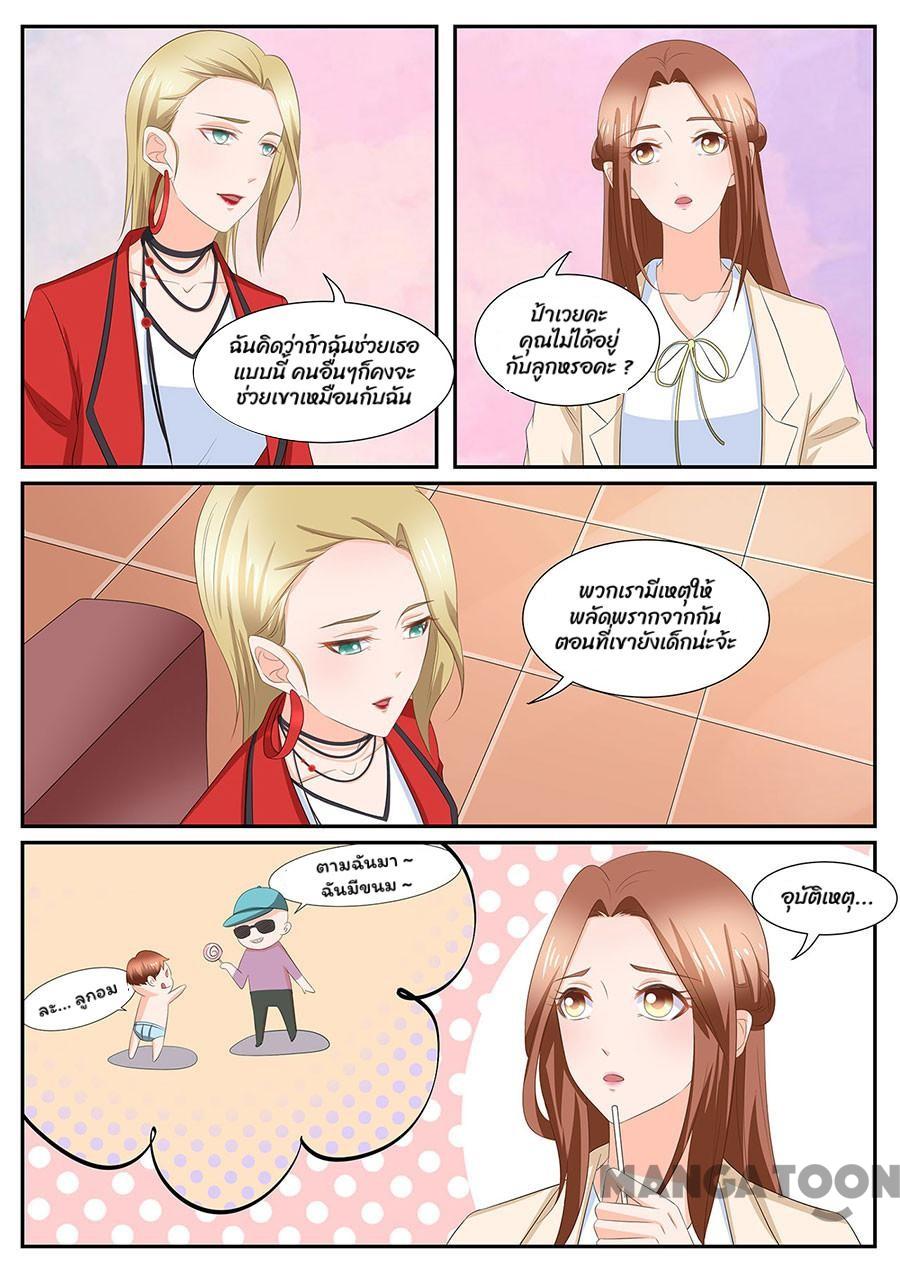 ฉันคิดว่าถ้าฉันช่วยเธอ
แบบนี้ คนอื่นๆก็คงจะ
ช่วยเขาเหมือนกับฉัน
ป้าเวยคะ
คุณไม่ได้อยู่
กับลูกหรอคะ ?
พวกเรามีเหตุให้
พลัดพรากจากกัน
ตอนที่เขายังเด็กน่ะจ้ะ
ตามฉันมา ~
ฉันมีขนม ~
ละ... ลูกอม
อุบัติเหตุ...
MANGATOON